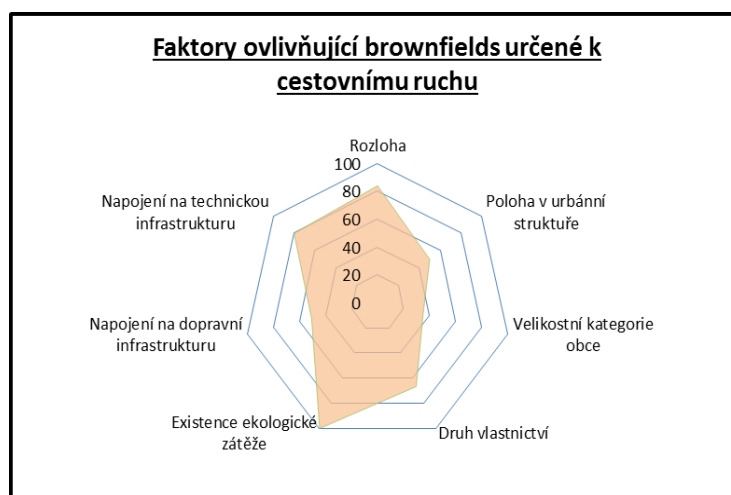 Faktory ovlivňující brownfields určené k
cestovnímu ruchu
Rozloha
100
80
60
40
20
0
Poloha v urbánní
struktuře
Velikostní kategorie
obce
Druh vlastnictví
Existence ekologické
zátěže
Napojení na dopravní
infrastrukturu
Napojení na technickou
infrastrukturu